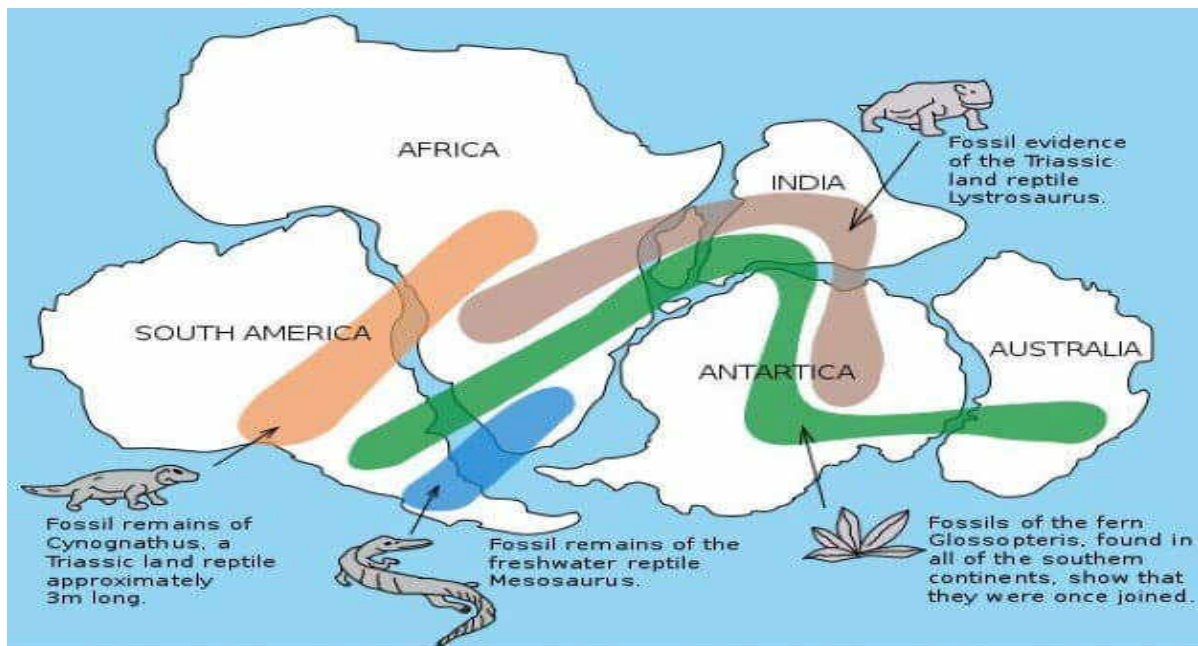 AFRICA
INDIA
SOUTH AMERICA
ANTARTICA
AUSTRALIA
Fossil evidence
of the Triassic
land reptile
Lystrosaurus.
Fossil remains of
Cynognathus, a
Triassic land reptile
approximately
3m long.
Fossil remains of the
freshwater reptile
Mesosaurus.
Fossils of the fern
Glossopteris, found in
all of the southern
continents, show that
they were once joined.